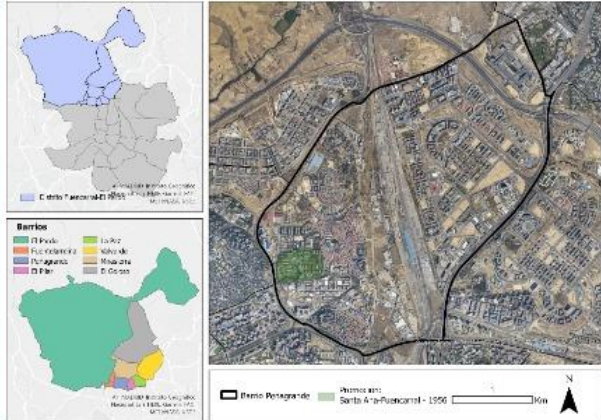 Distrito Fuencarral-El Pardo
Barrios
El Pardo
La Paz
Fuentelarreina
Valverde
Peñagrande
Mirasierra
El Pilar
El Goloso
Barrio Peñagrande
Promoción:
Santa Ana-Fuencarral - 1956
Km
N